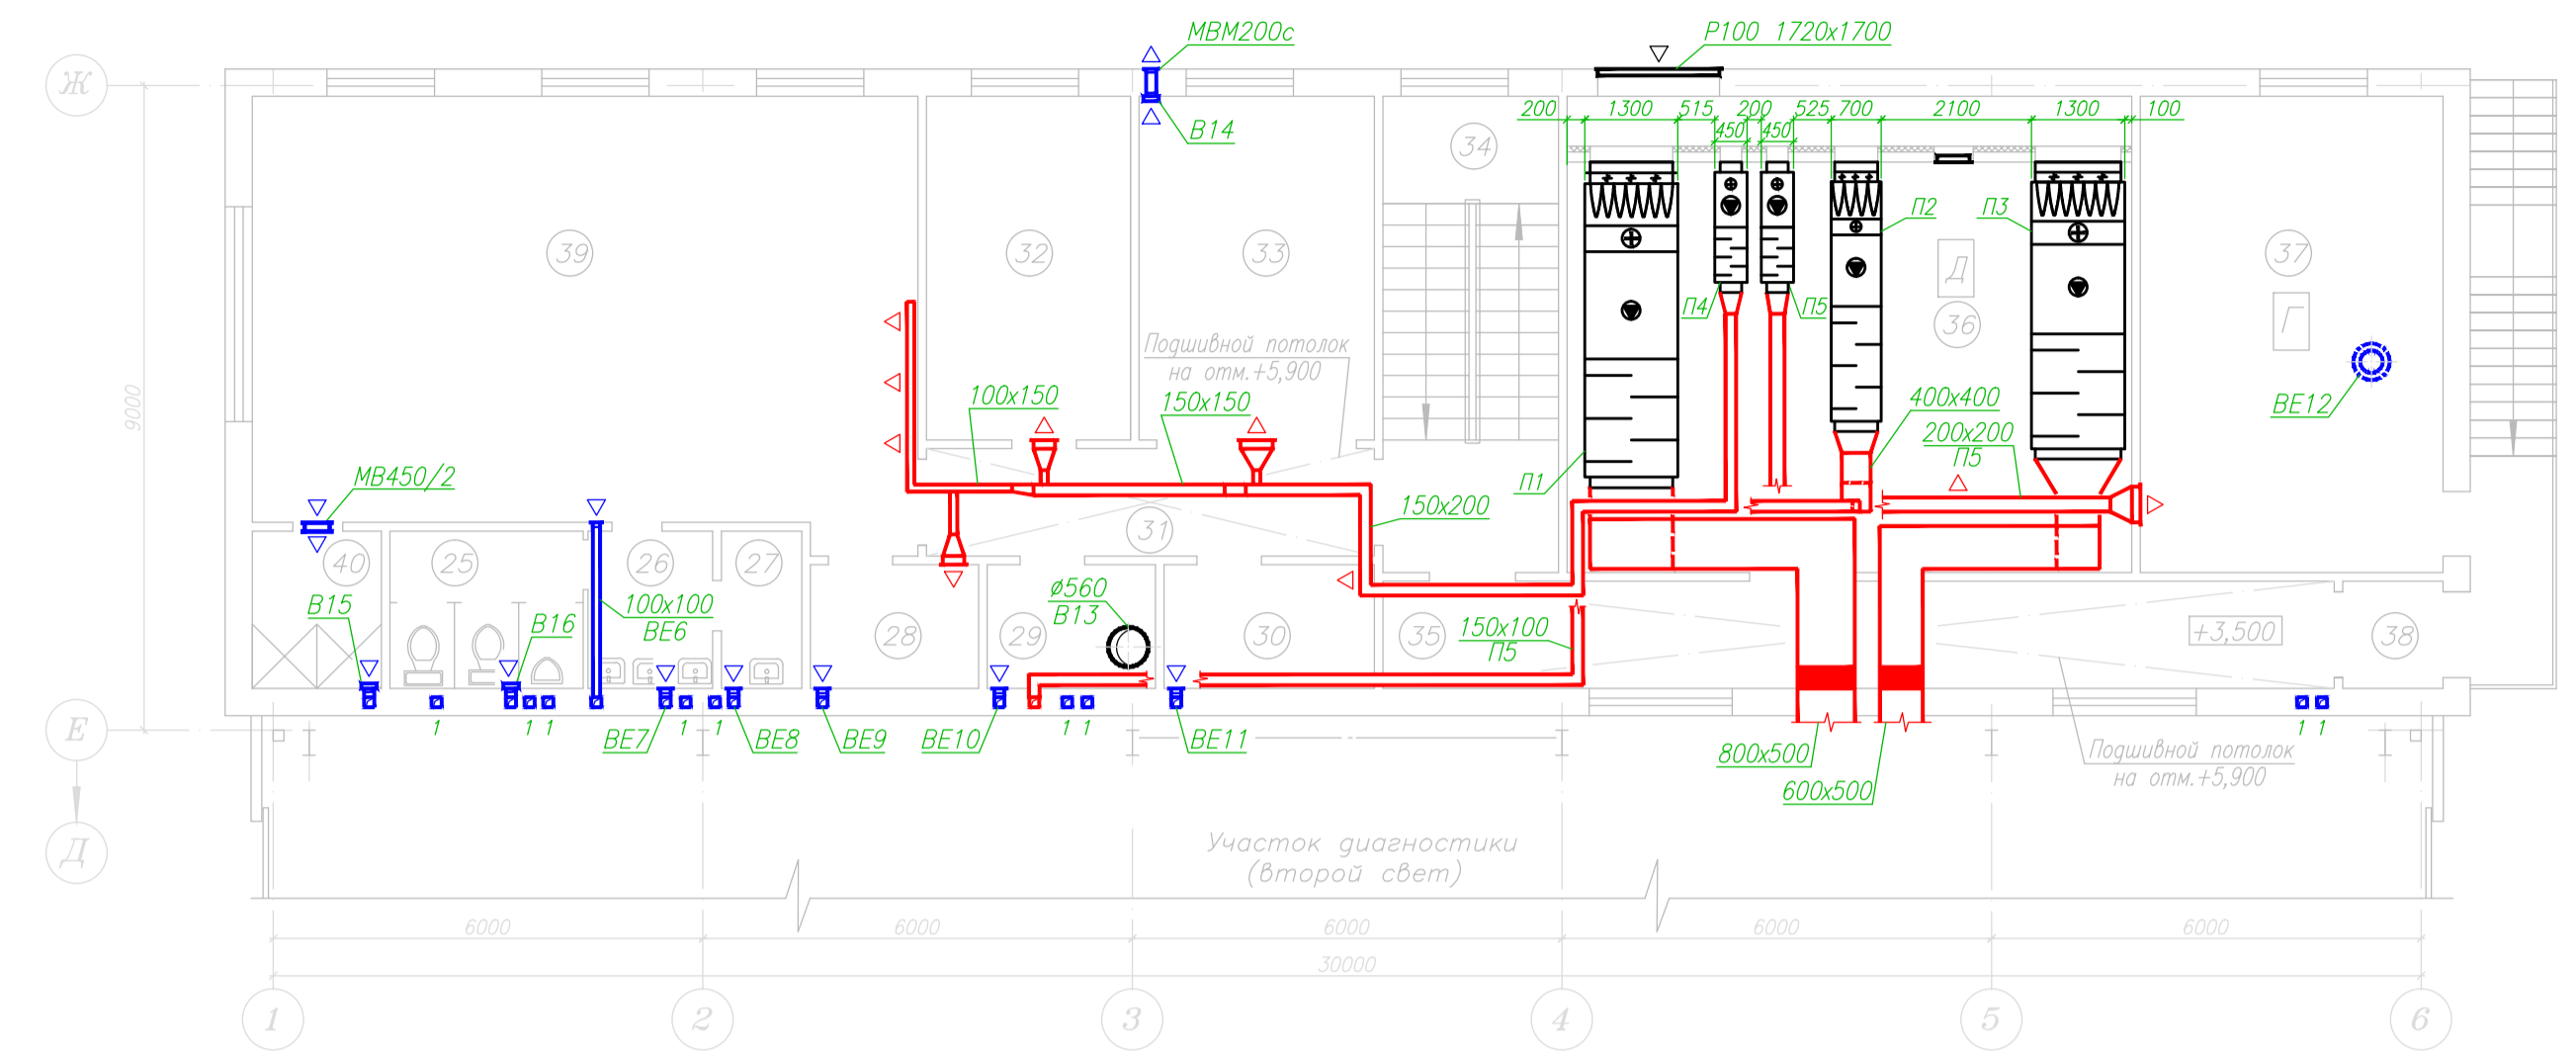 МВМ200с
Р100 1720х1700
Ж
В14
200
1300
515
200
525
700
2100
1300
100
450
450
34
39
32
33
П2
П3
Д
37
Г
П4
П5
36
Подшивной потолок
на отм.+5,900
100х150
150х150
400х400
200х200
П5
ВЕ12
9000
МВ450/2
П1
150х200
31
40
25
26
27
В15
В16
100х100
ВЕ6
28
29
ø560
В13
30
35
150х100
П5
+3,500
38
Е
1
1
1
ВЕ7
1
1
ВЕ8
ВЕ9
ВЕ10
1
1
ВЕ11
800х500
600х500
Подшивной потолок
на отм.+5,900
1
1
Д
Участок диагностики
(второй свет)
6000
6000
6000
6000
6000
30000
1
2
3
4
5
6